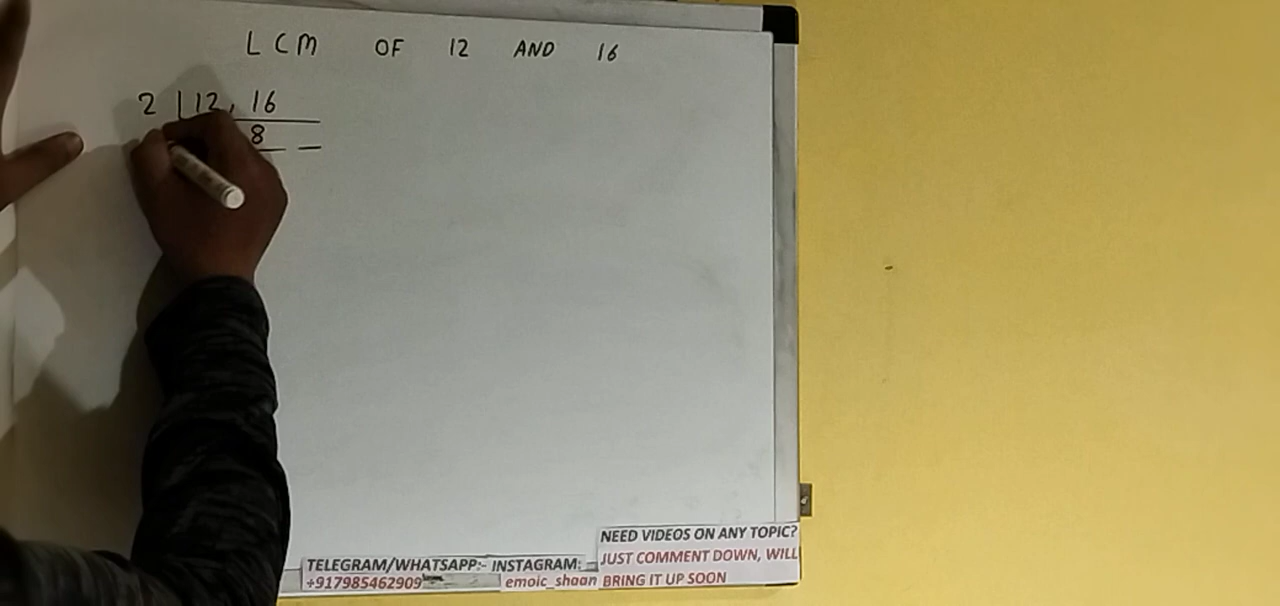 LCM OF 12 AND 16
2 12, 16
8
NEED VIDEOS ON ANY TOPIC?
JUST COMMENT DOWN, WILL
BRING IT UP SOON
TELEGRAM/WHATSAPP:-
+917985462909
INSTAGRAM:
emoic_shaan